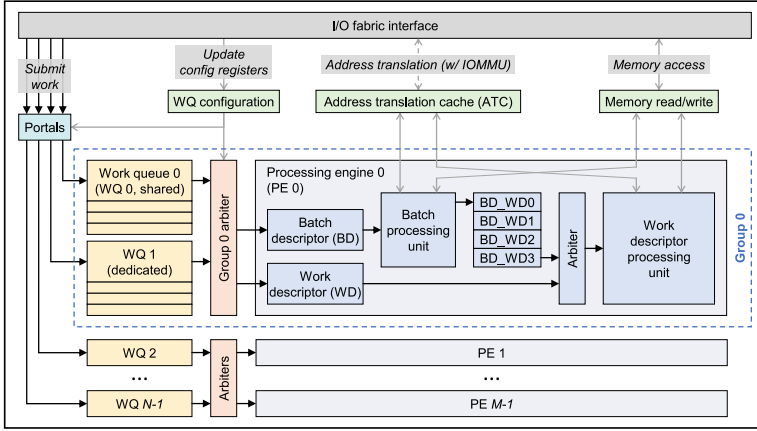 I/O fabric interface
Submit
work
Update
config registers
Address translation (w/ IOMMU)
Memory access
WQ configuration
Address translation cache (ATC)
Memory read/write
Portals
Work queue 0
(WQ 0, shared)
WQ 1
(dedicated)
Group 0 arbiter
Processing engine 0
(PE 0)
Batch
descriptor (BD)
Work
descriptor (WD)
Batch
processing
unit
BD_WD0
BD_WD1
BD_WD2
BD_WD3
Arbiter
Work
descriptor
processing
unit
Group 0
WQ 2
...
WQ N-1
Arbiters
PE 1
...
PE M-1